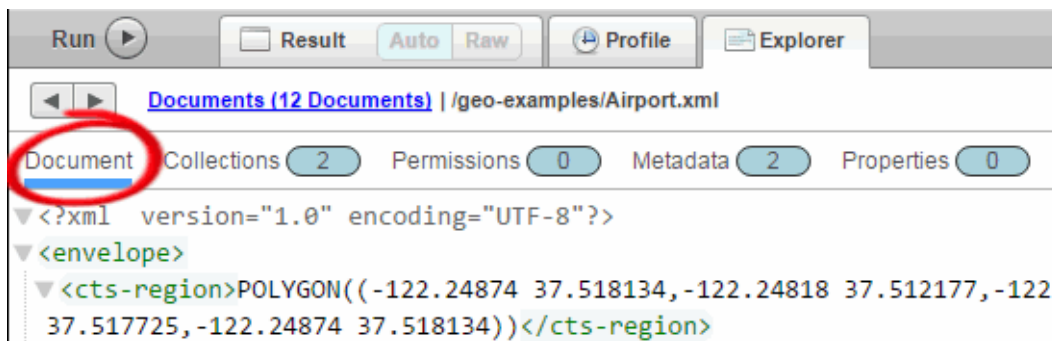 Run Result Auto Raw Profile Explorer
Documents (12 Documents) | /geo-examples/Airport.xml
Document Collections 2 Permissions 0 Metadata 2 Properties 0
<?xml version="1.0" encoding="UTF-8"?>
<envelope>
<cts-region>POLYGON((-122.24874 37.518134,-122.24818 37.512177,-122
37.517725,-122.24874 37.518134))</cts-region>